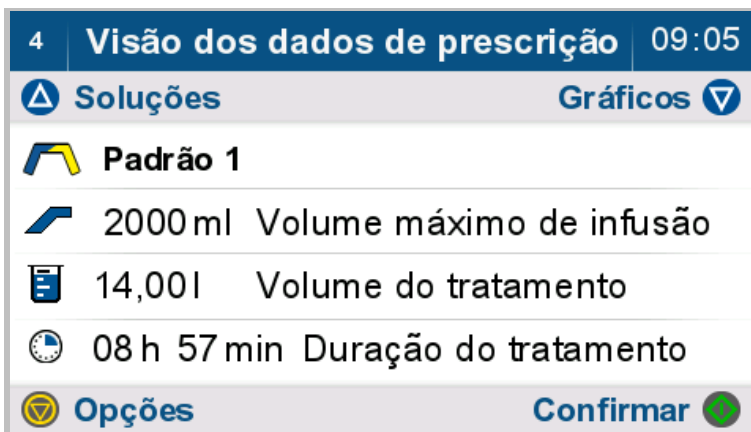 4 Visão dos dados de prescrição 09:05
Soluções Gráficos
Padrão 1
2000 ml Volume máximo de infusão
14,00 l Volume do tratamento
08 h 57 min Duração do tratamento
Opções Confirmar